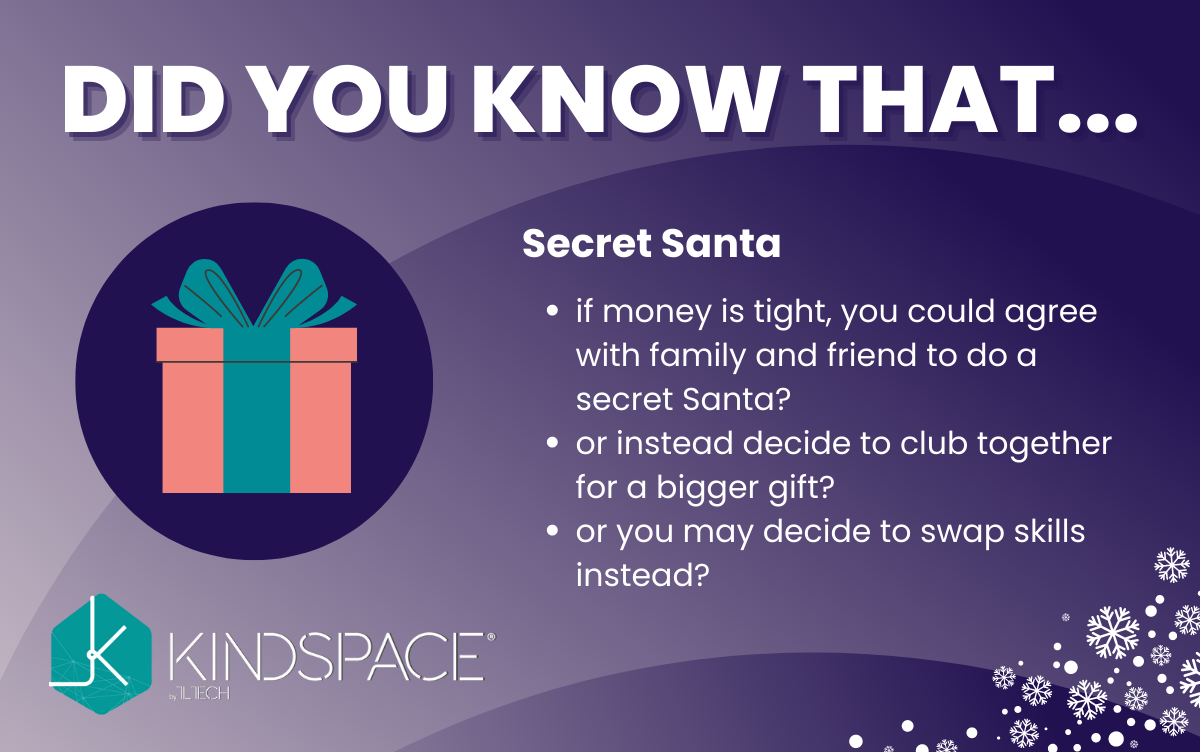 DID YOU KNOW THAT...
Secret Santa
• if money is tight, you could agree
with family and friend to do a
secret Santa?
• or instead decide to club together
for a bigger gift?
• or you may decide to swap skills
instead?
KINDSPACE®
by TLTECH